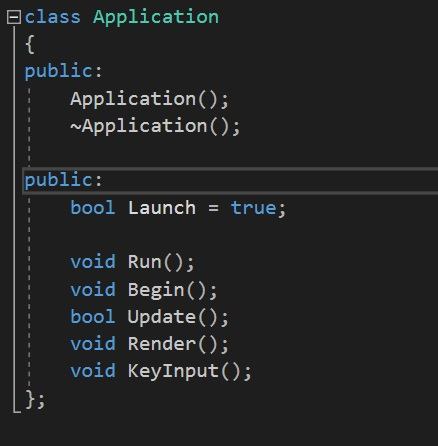 class Application
{
public:
    Application();
    ~Application();
public:
    bool Launch = true;
    void Run();
    void Begin();
    bool Update();
    void Render();
    void KeyInput();
};